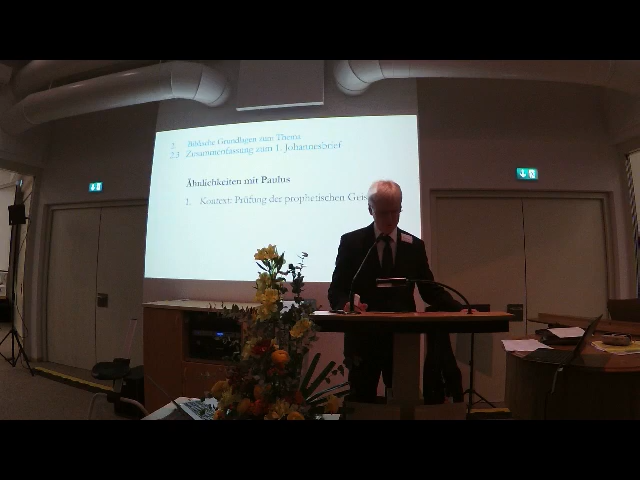 2. Biblische Grundlagen zum Thema
2.3 Zusammenfassung zum 1. Johannesbrief
Ähnlichkeiten mit Paulus
1. Kontext: Prüfung der prophetischen